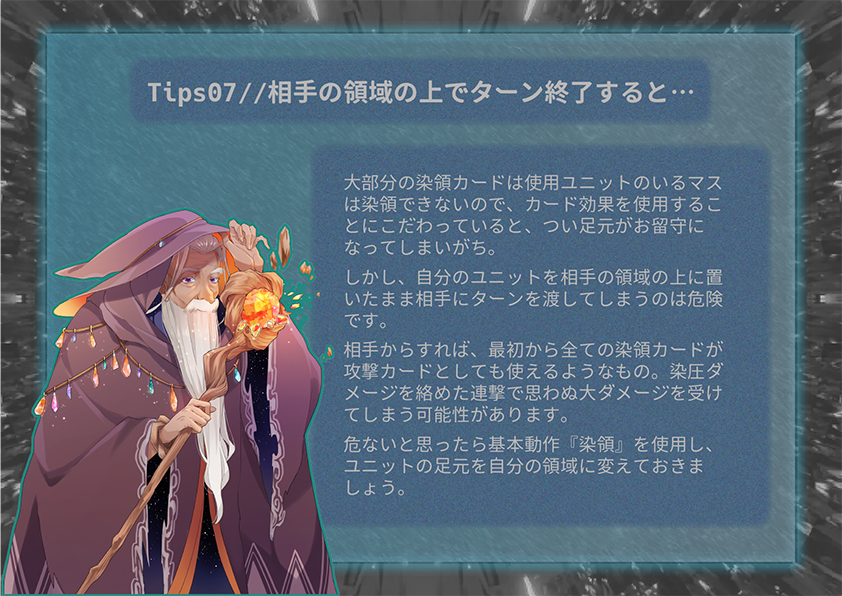 Tips07//相手の領域の上でターン終了すると…
大部分の染領カードは使用ユニットのいるマス
は染領できないので、カード効果を使用するこ
とにこだわっていると、つい足元がお留守に
なってしまいがち。
しかし、自分のユニットを相手の領域の上に置
いたまま相手にターンを渡してしまうのは危険
です。
相手からすれば、最初から全ての染領カードが
攻撃カードとしても使えるようなもの。染圧ダ
メージを絡めた連撃で思わぬ大ダメージを受け
てしまう可能性があります。
危ないと思ったら基本動作『染領』を使用し、
ユニットの足元を自分の領域に変えておきま
しょう。